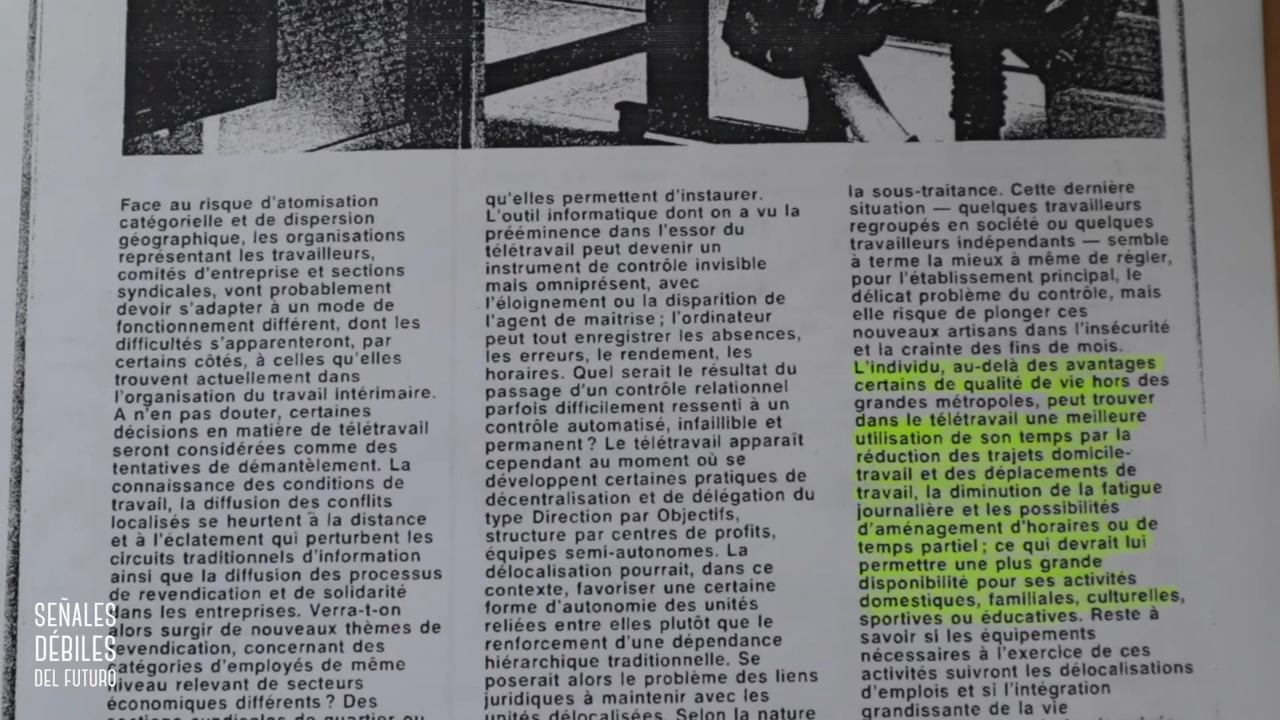 Face au risque d'atomisation
catégorielle et de dispersion
géographique, les organisations
représentant les travailleurs,
comités d'entreprise et sections
syndicales, vont probablement
devoir s'adapter à un mode de
fonctionnement différent, dont les
difficultés s'apparenteront, par
certains côtés, à celles qu'elles
trouvent actuellement dans
l'organisation du travail intérimaire.
A n'en pas douter, certaines
décisions en matière de télétravail
seront considérées comme des
tentatives de démantèlement. La
connaissance des conditions de
travail, la diffusion des conflits
localisés se heurtent à la distance
et à l'éclatement qui perturbent les
circuits traditionnels d'information
ainsi que la diffusion des processus
de revendication et de solidarité
dans les entreprises. Verra-t-on
alors surgir de nouveaux thèmes de
revendication, concernant des
catégories d'employés de même
niveau relevant de secteurs
économiques différents ? Des
sections syndicales de quartier ou
qu'elles permettent d'instaurer.
L'outil informatique dont on a vu la
prééminence dans l'essor du
télétravail peut devenir un
instrument de contrôle invisible
mais omniprésent, avec
l'éloignement ou la disparition de
l'agent de maitrise ; l'ordinateur
peut tout enregistrer les absences,
les erreurs, le rendement, les
horaires. Quel serait le résultat du
passage d'un contrôle relationnel
parfois difficilement ressenti à un
contrôle automatisé, infaillible et
permanent ? Le télétravail apparaît
cependant au moment où se
développent certaines pratiques de
décentralisation et de délégation du
type Direction par Objectifs,
structure par centres de profits,
équipes semi-autonomes. La
délocalisation pourrait, dans ce
contexte, favoriser une certaine
forme d'autonomie des unités
reliées entre elles plutôt que le
renforcement d'une dépendance
hiérarchique traditionnelle. Se
poserait alors le problème des liens
juridiques à maintenir avec les
unités délocalisées. Selon la nature
la sous-traitance. Cette dernière
situation — quelques travailleurs
regroupés en société ou quelques
travailleurs indépendants — semble
à terme la mieux à même de régler,
pour l'établissement principal, le
délicat problème du contrôle, mais
elle risque de plonger ces
nouveaux artisans dans l'insécurité
et la crainte des fins de mois.
L'individu, au-delà des avantages
certains de qualité de vie hors des
grandes métropoles, peut trouver
dans le télétravail une meilleure
utilisation de son temps par la
réduction des trajets domicile-
travail et des déplacements de
travail, la diminution de la fatigue
journalière et les possibilités
d'aménagement d'horaires ou de
temps partiel ; ce qui devrait lui
permettre une plus grande
disponibilité pour ses activités
domestiques, familiales, culturelles,
sportives ou éducatives. Reste à
savoir si les équipements
nécessaires à l'exercice de ces
activités suivront les délocalisations
d'emplois et si l'intégration
grandissante de la vie
SEÑALES
DÉBILES
DEL FUTURO